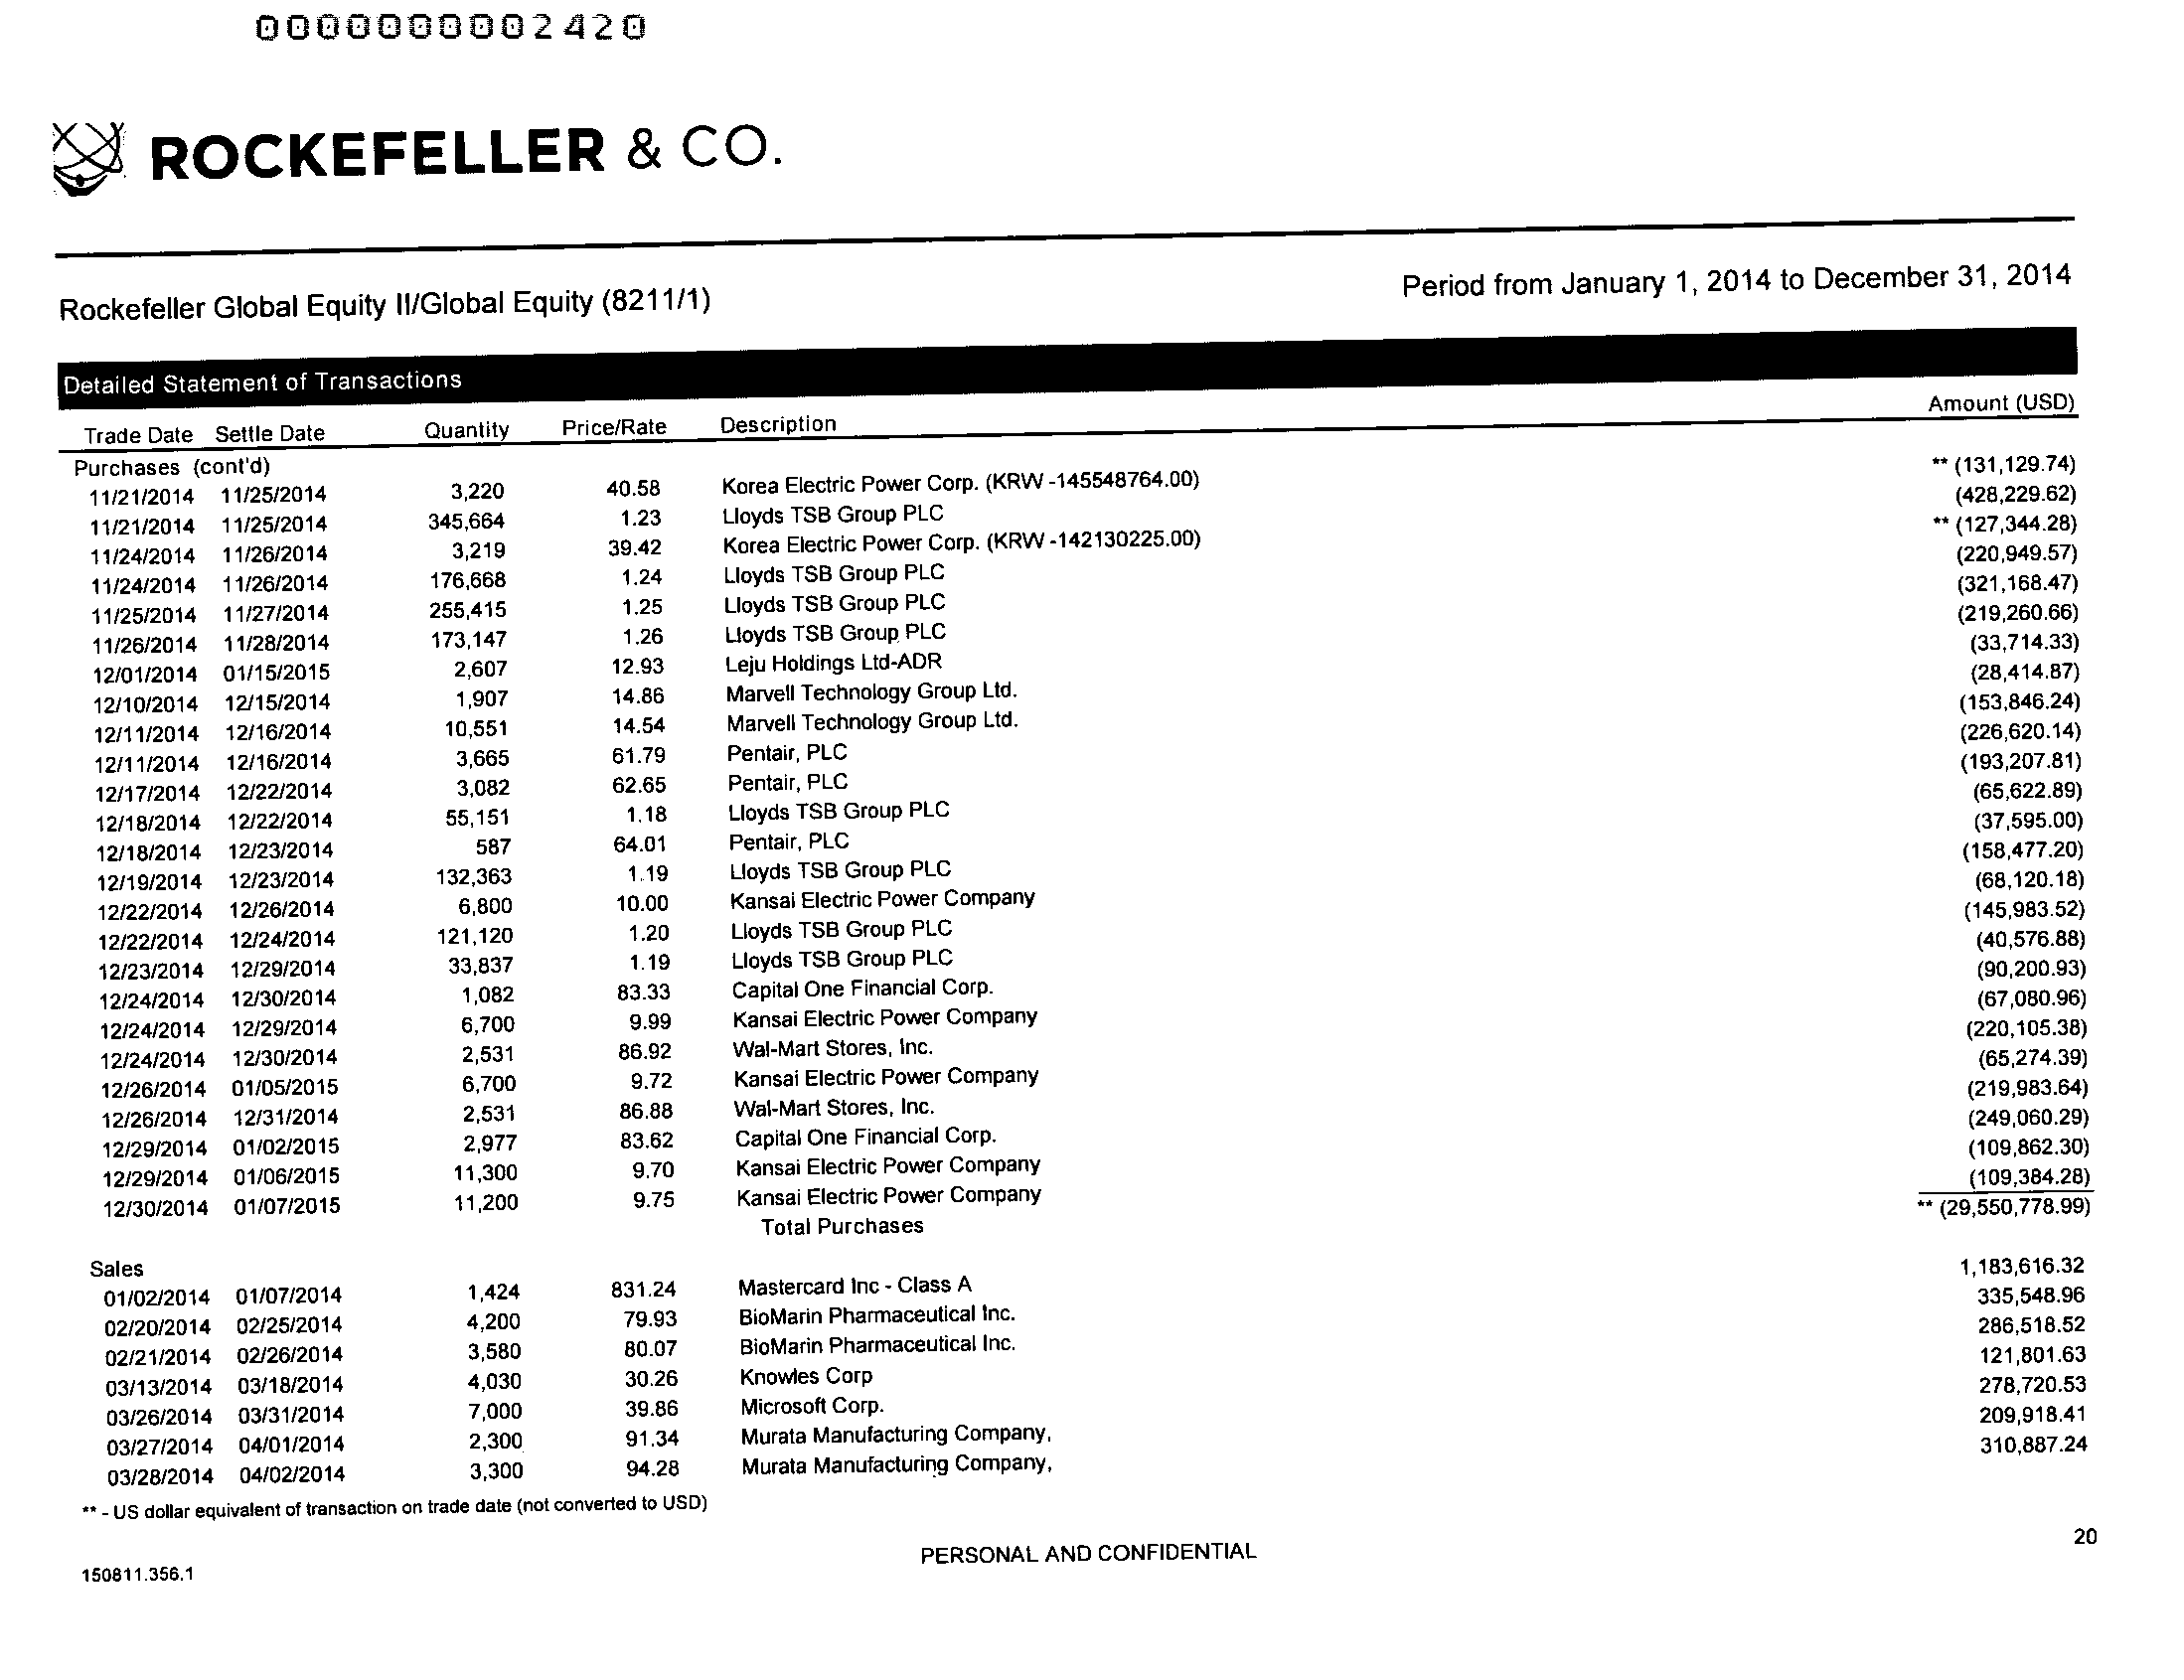 0000000002420
ROCKEFELLER & CO.
Rockefeller Global Equity II/Global Equity (8211/1) Period from January 1, 2014 to December 31, 2014
Detailed Statement of Transactions
Trade Date Settle Date Quantity Price/Rate Description Amount (USD)
Purchases (cont'd)
11/21/2014 11/25/2014 3,220 40.58 Korea Electric Power Corp. (KRW -145548764.00) ** (131,129.74)
11/21/2014 11/25/2014 345,664 1.23 Lloyds TSB Group PLC (428,229.62)
11/24/2014 11/26/2014 3,219 39.42 Korea Electric Power Corp. (KRW -142130225.00) ** (127,344.28)
11/24/2014 11/26/2014 176,668 1.24 Lloyds TSB Group PLC (220,949.57)
11/25/2014 11/27/2014 255,415 1.25 Lloyds TSB Group PLC (321,168.47)
11/26/2014 11/28/2014 173,147 1.26 Lloyds TSB Group PLC (219,260.66)
12/01/2014 01/15/2015 2,607 12.93 Leju Holdings Ltd-ADR (33,714.33)
12/10/2014 12/15/2014 1,907 14.86 Marvell Technology Group Ltd. (28,414.87)
12/11/2014 12/16/2014 10,551 14.54 Marvell Technology Group Ltd. (153,846.24)
12/11/2014 12/16/2014 3,665 61.79 Pentair, PLC (226,620.14)
12/17/2014 12/22/2014 3,082 62.65 Pentair, PLC (193,207.81)
12/18/2014 12/22/2014 55,151 1.18 Lloyds TSB Group PLC (65,622.89)
12/18/2014 12/23/2014 587 64.01 Pentair, PLC (37,595.00)
12/19/2014 12/23/2014 132,363 1.19 Lloyds TSB Group PLC (158,477.20)
12/22/2014 12/26/2014 6,800 10.00 Kansai Electric Power Company (68,120.18)
12/22/2014 12/24/2014 121,120 1.20 Lloyds TSB Group PLC (145,983.52)
12/23/2014 12/29/2014 33,837 1.19 Lloyds TSB Group PLC (40,576.88)
12/24/2014 12/30/2014 1,082 83.33 Capital One Financial Corp. (90,200.93)
12/24/2014 12/29/2014 6,700 9.99 Kansai Electric Power Company (67,080.96)
12/24/2014 12/30/2014 2,531 86.92 Wal-Mart Stores, Inc. (220,105.38)
12/26/2014 01/05/2015 6,700 9.72 Kansai Electric Power Company (65,274.39)
12/26/2014 12/31/2014 2,531 86.88 Wal-Mart Stores, Inc. (219,983.64)
12/29/2014 01/02/2015 2,977 83.62 Capital One Financial Corp. (249,060.29)
12/29/2014 01/06/2015 11,300 9.70 Kansai Electric Power Company (109,862.30)
12/30/2014 01/07/2015 11,200 9.75 Kansai Electric Power Company (109,384.28)
Total Purchases ** (29,550,778.99)
Sales
01/02/2014 01/07/2014 1,424 831.24 Mastercard Inc - Class A 1,183,616.32
02/20/2014 02/25/2014 4,200 79.93 BioMarin Pharmaceutical Inc. 335,548.96
02/21/2014 02/26/2014 3,580 80.07 BioMarin Pharmaceutical Inc. 286,518.52
03/13/2014 03/18/2014 4,030 30.26 Knowles Corp 121,801.63
03/26/2014 03/31/2014 7,000 39.86 Microsoft Corp. 278,720.53
03/27/2014 04/01/2014 2,300 91.34 Murata Manufacturing Company, 209,918.41
03/28/2014 04/02/2014 3,300 94.28 Murata Manufacturing Company, 310,887.24
** - US dollar equivalent of transaction on trade date (not converted to USD)
PERSONAL AND CONFIDENTIAL 20
150811.356.1